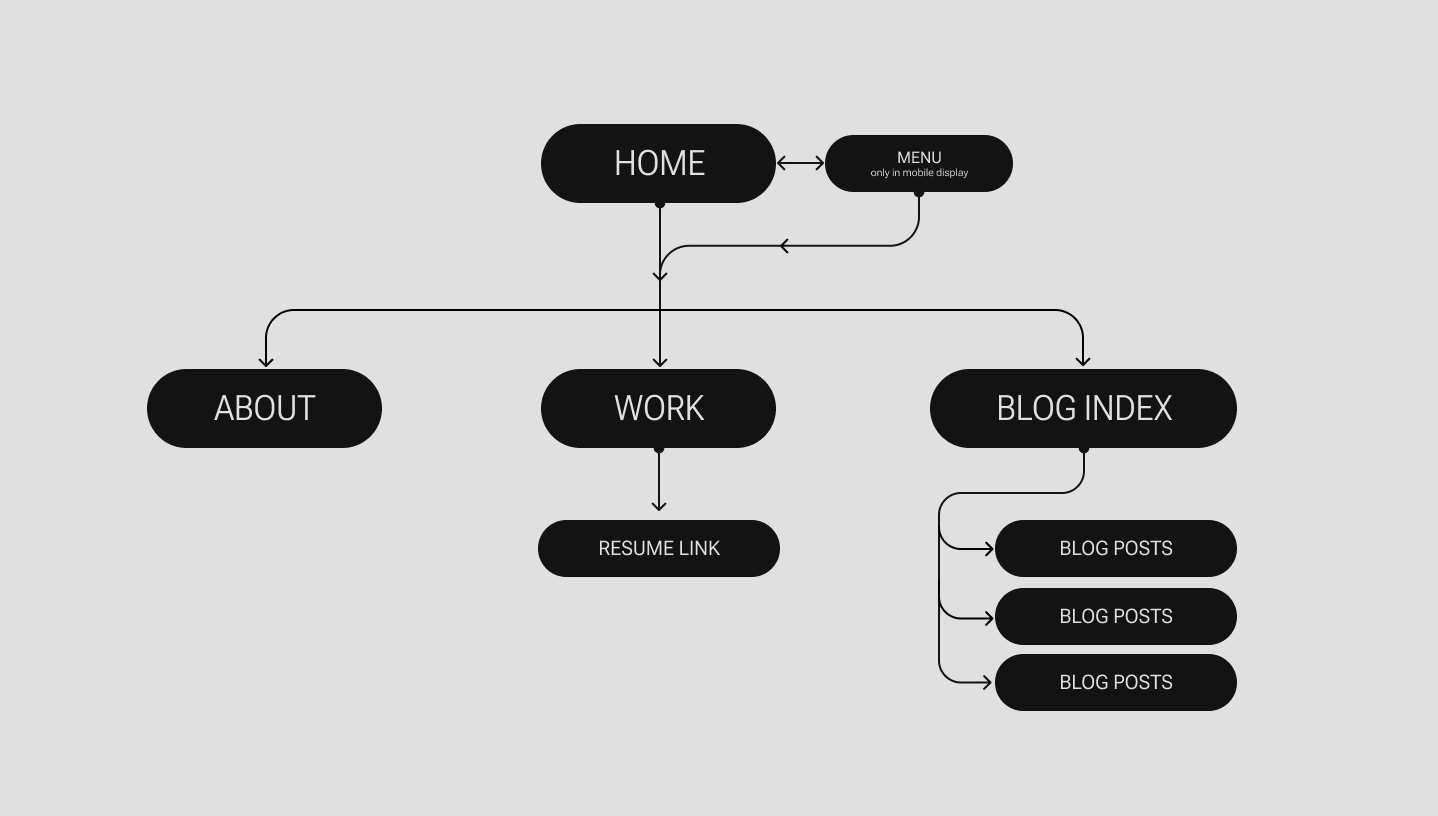 HOME
MENU
only in mobile display
ABOUT
WORK
BLOG INDEX
RESUME LINK
BLOG POSTS
BLOG POSTS
BLOG POSTS